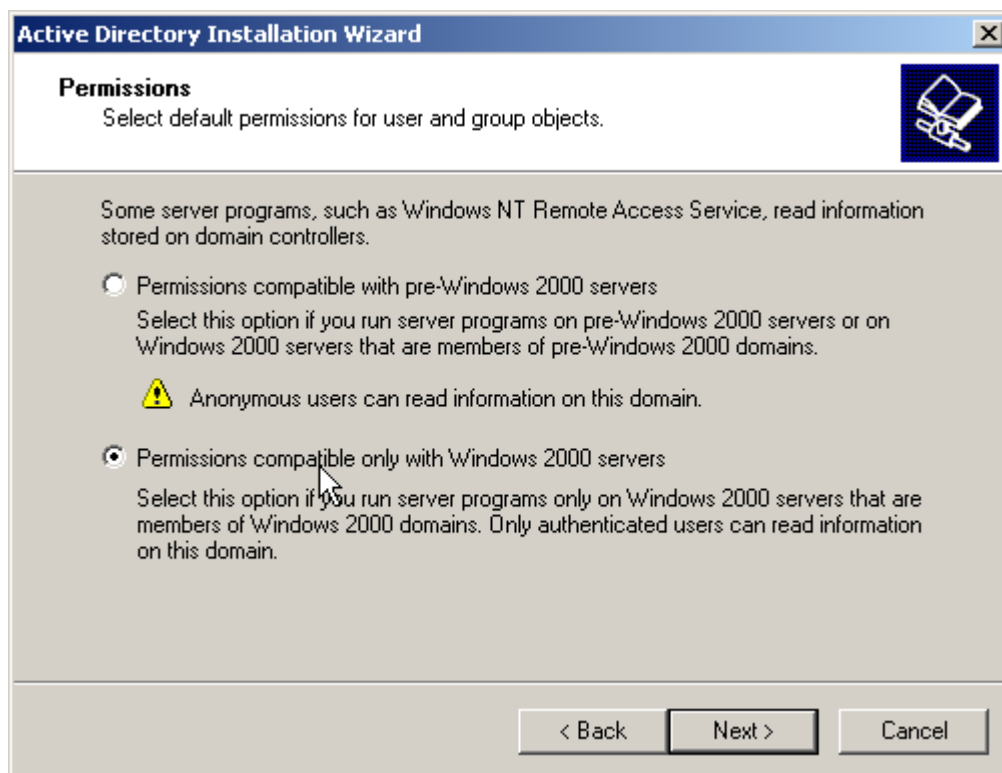 Active Directory Installation Wizard
Permissions
Select default permissions for user and group objects.
Some server programs, such as Windows NT Remote Access Service, read information
stored on domain controllers.
Permissions compatible with pre-Windows 2000 servers
Select this option if you run server programs on pre-Windows 2000 servers or on
Windows 2000 servers that are members of pre-Windows 2000 domains.
Anonymous users can read information on this domain.
Permissions compatible only with Windows 2000 servers
Select this option if you run server programs only on Windows 2000 servers that are
members of Windows 2000 domains. Only authenticated users can read information
on this domain.
< Back Next > Cancel